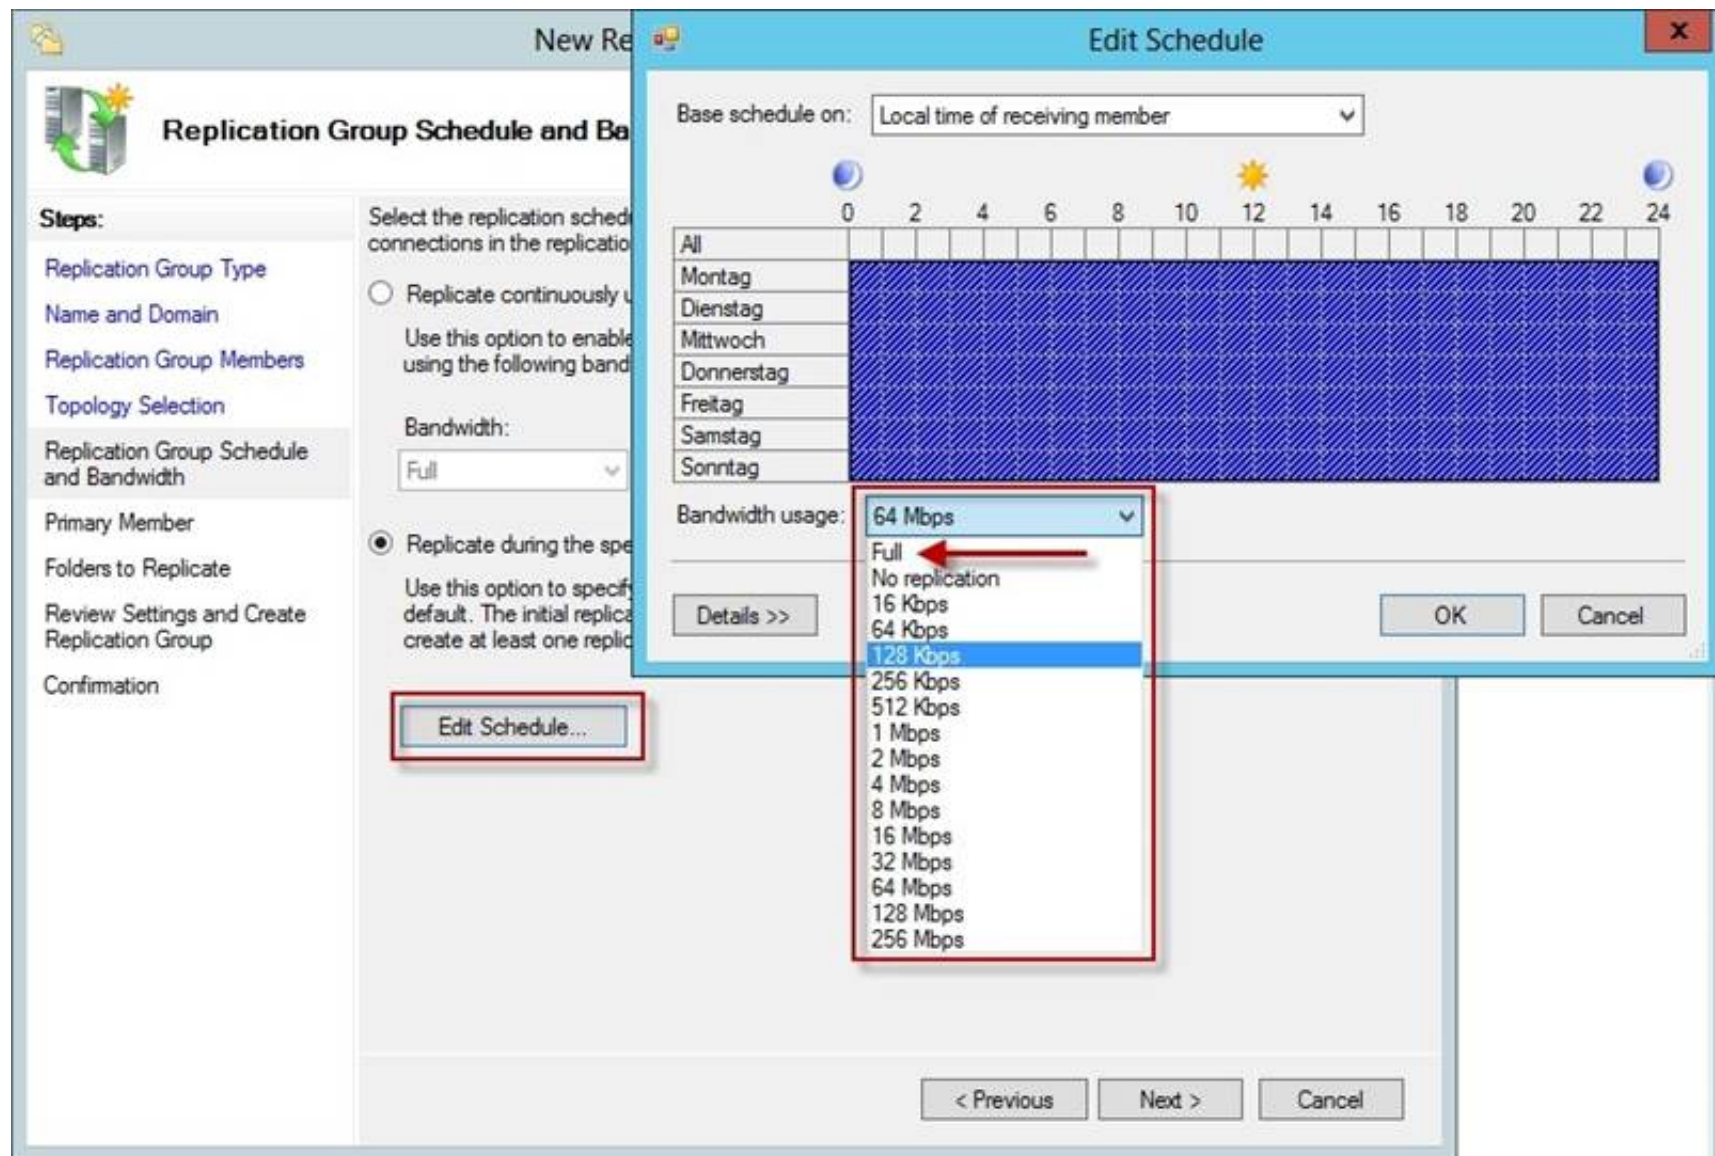 New Re
Replication Group Schedule and Ba
Steps:
Replication Group Type
Name and Domain
Replication Group Members
Topology Selection
Replication Group Schedule
and Bandwidth
Primary Member
Folders to Replicate
Review Settings and Create
Replication Group
Confirmation
Select the replication sched
connections in the replicatio
Replicate continuously u
Use this option to enable
using the following band
Bandwidth:
Full
Replicate during the spe
Use this option to specify
default. The initial replica
create at least one replic
Edit Schedule...
< Previous
Next >
Cancel
Edit Schedule
x
Base schedule on:
Local time of receiving member
0 2 4 6 8 10 12 14 16 18 20 22 24
All
Montag
Dienstag
Mittwoch
Donnerstag
Freitag
Samstag
Sonntag
Bandwidth usage:
64 Mbps
Full
No replication
16 Kbps
64 Kbps
128 Kbps
256 Kbps
512 Kbps
1 Mbps
2 Mbps
4 Mbps
8 Mbps
16 Mbps
32 Mbps
64 Mbps
128 Mbps
256 Mbps
Details >>
OK
Cancel